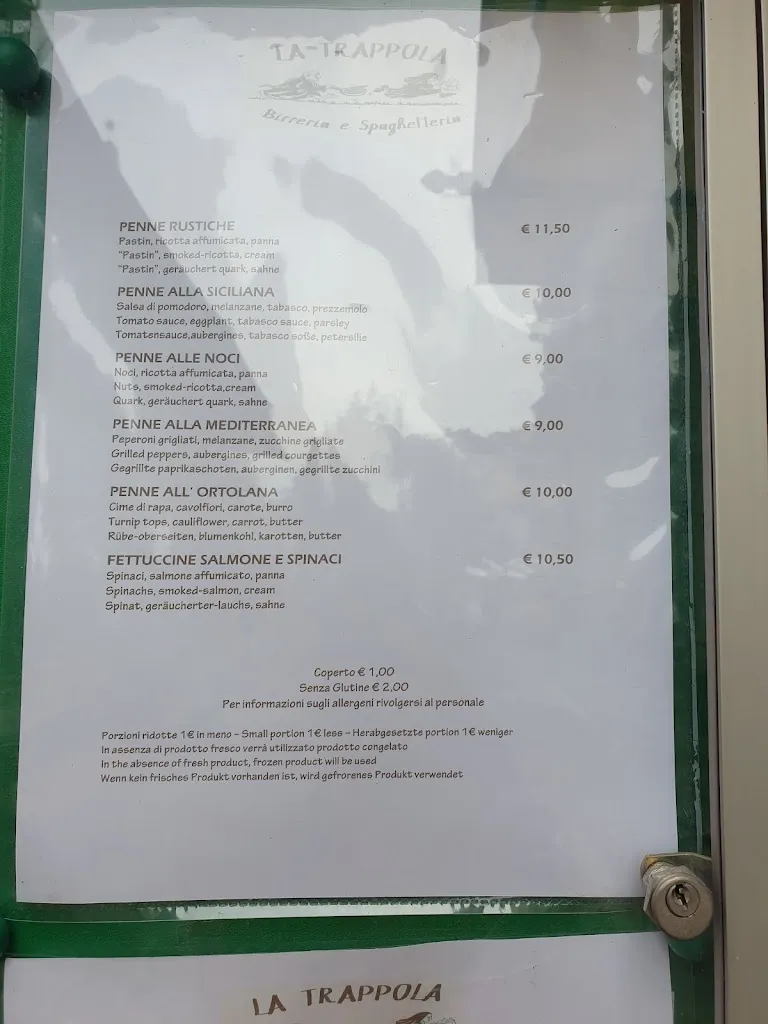 LA TRAPPOLA
Birreria e Spaghetteria
PENNE RUSTICHE € 11,50
Pastin, ricotta affumicata, panna
"Pastin", smoked-ricotta, cream
"Pastin", geräuchert quark, sahne
PENNE ALLA SICILIANA € 10,00
Salsa di pomodoro, melanzane, tabasco, prezzemolo
Tomato sauce, eggplant, tabasco sauce, parsley
Tomatensauce,aubergines, tabasco soße, petersilie
PENNE ALLE NOCI € 9,00
Noci, ricotta affumicata, panna
Nuts, smoked-ricotta,cream
Quark, geräuchert quark, sahne
PENNE ALLA MEDITERRANEA € 9,00
Peperoni grigliati, melanzane, zucchine grigliate
Grilled peppers, aubergines, grilled courgettes
Gegrillte paprikaschoten, auberginen, gegrillte zucchini
PENNE ALL' ORTOLANA € 10,00
Cime di rapa, cavolfiori, carote, burro
Turnip tops, cauliflower, carrot, butter
Rübe-oberseiten, blumenkohl, karotten, butter
FETTUCCINE SALMONE E SPINACI € 10,50
Spinaci, salmone affumicato, panna
Spinachs, smoked-salmon, cream
Spinat, geräucherter-lauchs, sahne
Coperto € 1,00
Senza Glutine € 2,00
Per informazioni sugli allergeni rivolgersi al personale
Porzioni ridotte 1€ in meno – Small portion 1€ less – Herabgesetzte portion 1€ weniger
In assenza di prodotto fresco verrà utilizzato prodotto congelato
In the absence of fresh product, frozen product will be used
Wenn kein frisches Produkt vorhanden ist, wird gefrorenes Produkt verwendet
LA TRAPPOLA